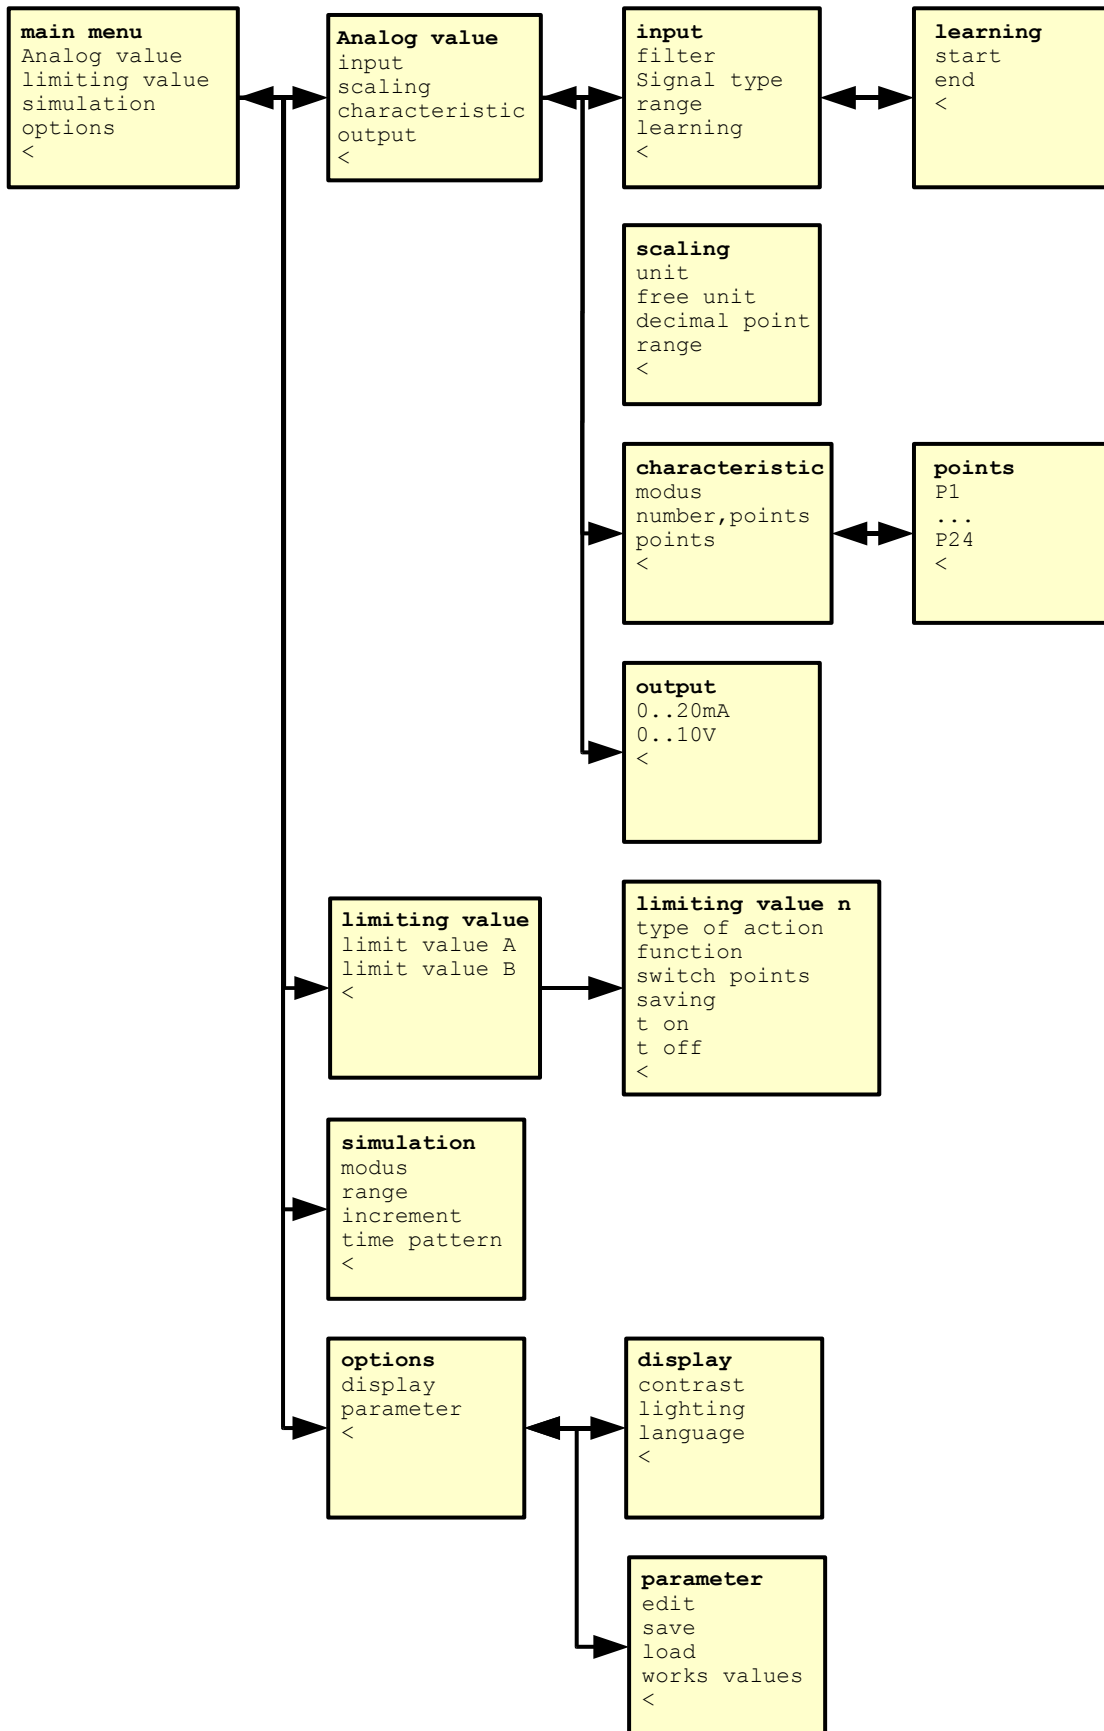 main menu
Analog value
limiting value
simulation
options
<
Analog value
input
scaling
characteristic
output
<
input
filter
Signal type
range
learning
<
learning
start
end
<
scaling
unit
free unit
decimal point
range
<
characteristic
modus
number,points
points
<
points
P1
...
P24
<
output
0..20mA
0..10V
<
limiting value
limit value A
limit value B
<
limiting value n
type of action
function
switch points
saving
t on
t off
<
simulation
modus
range
increment
time pattern
<
options
display
parameter
<
display
contrast
lighting
language
<
parameter
edit
save
load
works values
<